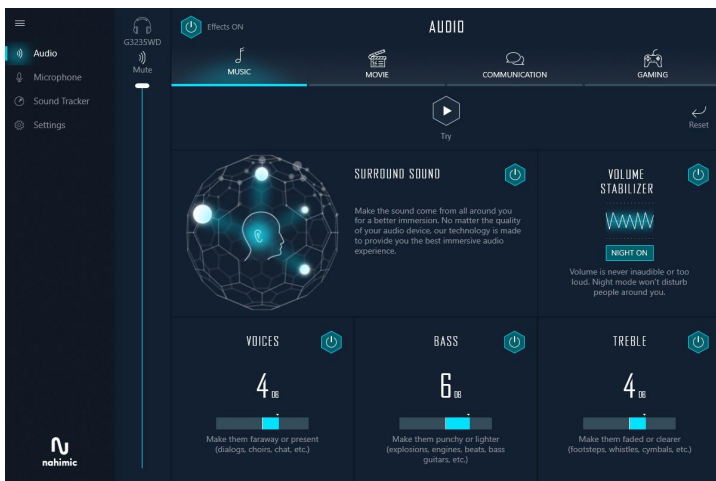 Audio
Microphone
Sound Tracker
Settings
nahimic
G3235WD
Mute
Effects ON
AUDIO
MUSIC
MOVIE
COMMUNICATION
GAMING
Try
Reset
SURROUND SOUND
Make the sound come from all around you
for a better immersion. No matter the quality
of your audio device, our technology is made
to provide you the best immersive audio
experience.
VOLUME
STABILIZER
NIGHT ON
Volume is never inaudible or too
loud. Night mode won't disturb
people around you.
VOICES
4 DB
Make them faraway or present
(dialogs, choirs, chat, etc.)
BASS
6 DB
Make them punchy or lighter
(explosions, engines, beats, bass
guitars, etc.)
TREBLE
4 DB
Make them faded or clearer
(footsteps, whistles, cymbals, etc.)